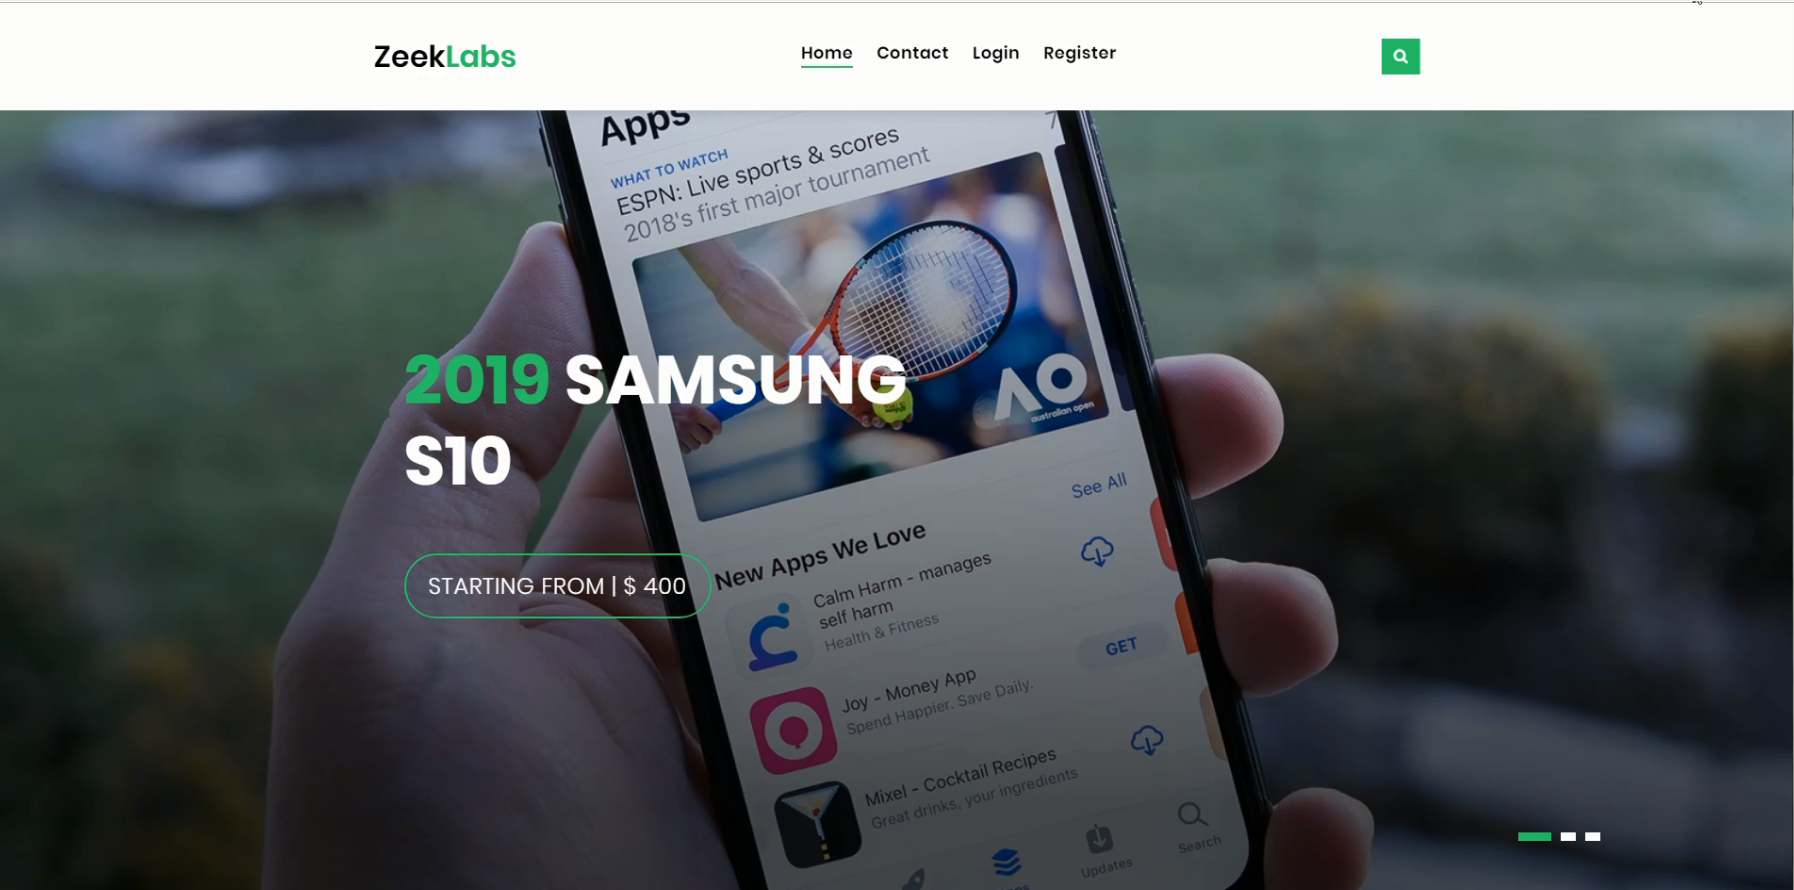 ZeekLabs
Home Contact Login Register
Apps
7
WHAT TO WATCH
ESPN: Live sports & scores
2018's first major tournament
2019 SAMSUNG
S10
AO
australian open
See All
STARTING FROM | $ 400
New Apps We Love
Calm Harm - manages
self harm
Health & Fitness
GET
Joy - Money App
Spend Happier. Save Daily.
Mixel - Cocktail Recipes
Great drinks, your ingredients
Updates
Search